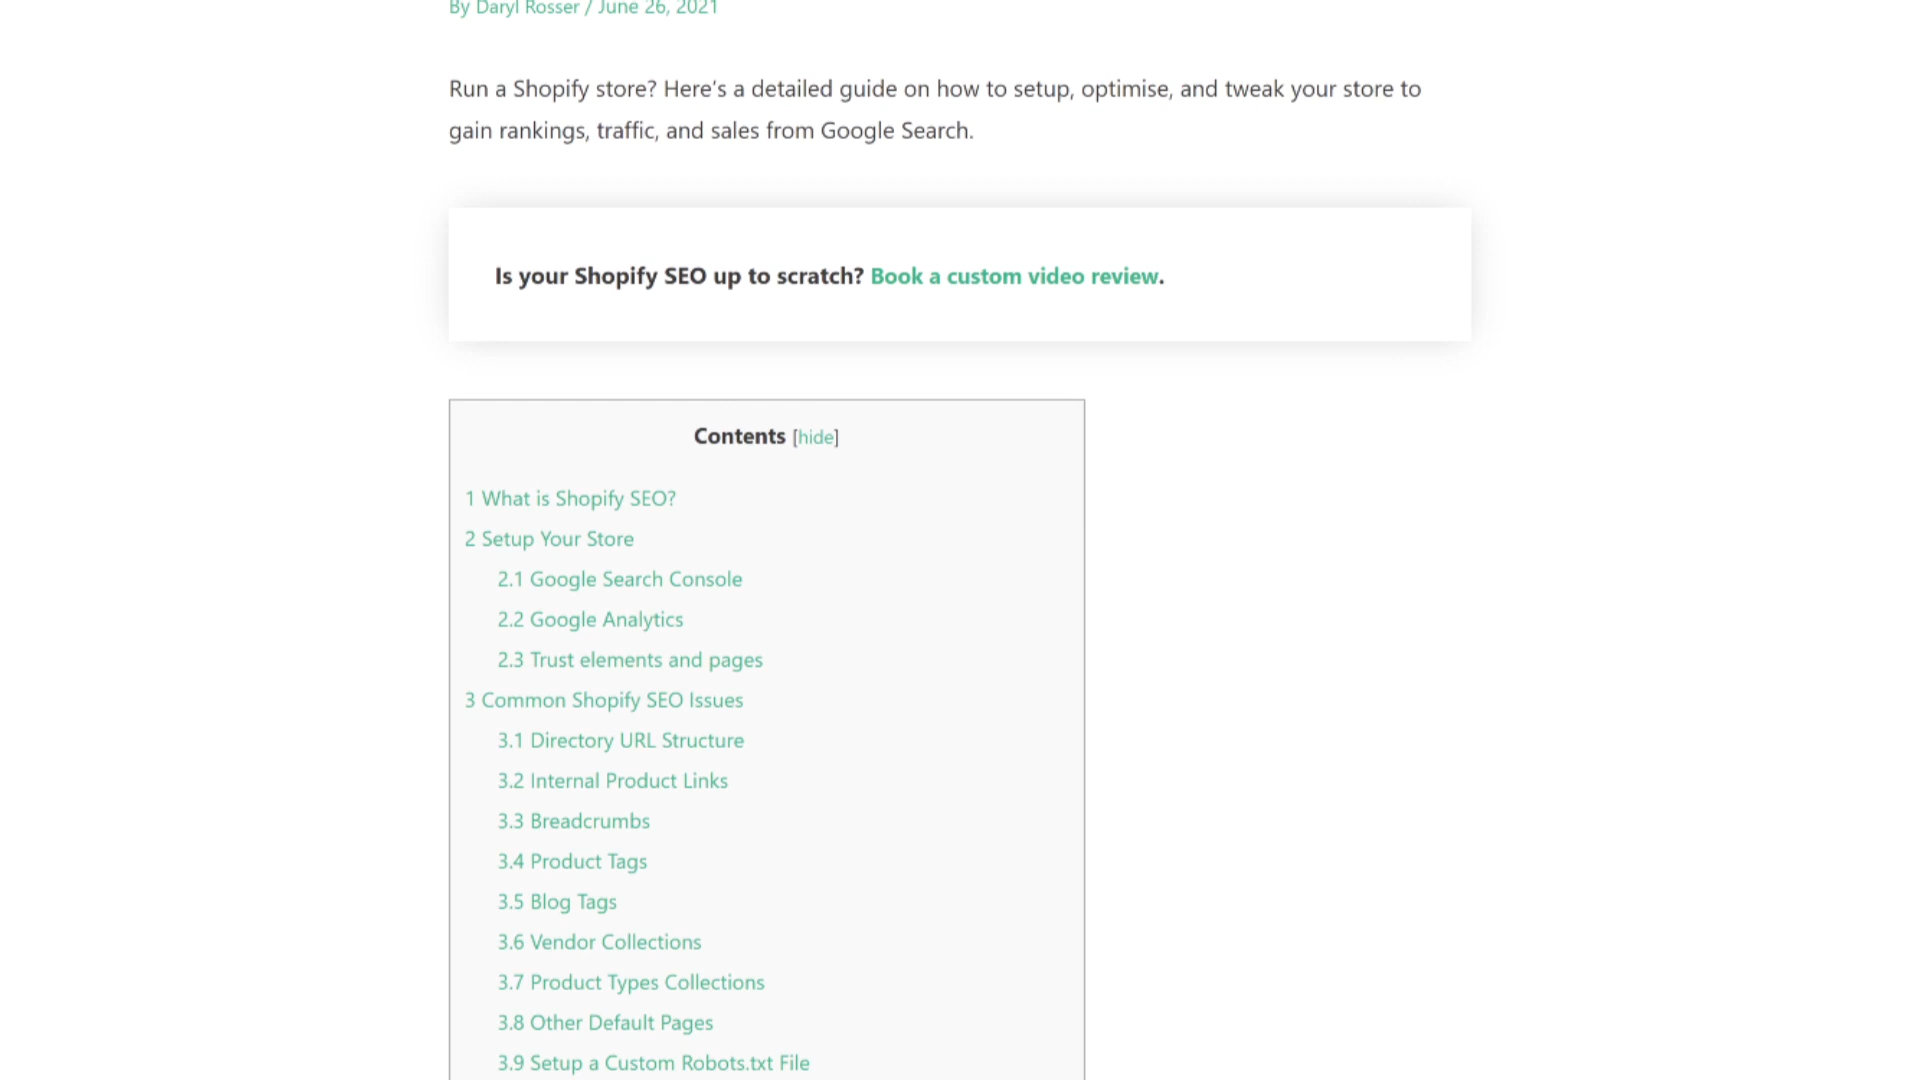 By Daryl Rosser / June 26, 2021
Run a Shopify store? Here's a detailed guide on how to setup, optimise, and tweak your store to
gain rankings, traffic, and sales from Google Search.
Is your Shopify SEO up to scratch? Book a custom video review.
Contents [hide]
1 What is Shopify SEO?
2 Setup Your Store
2.1 Google Search Console
2.2 Google Analytics
2.3 Trust elements and pages
3 Common Shopify SEO Issues
3.1 Directory URL Structure
3.2 Internal Product Links
3.3 Breadcrumbs
3.4 Product Tags
3.5 Blog Tags
3.6 Vendor Collections
3.7 Product Types Collections
3.8 Other Default Pages
3.9 Setup a Custom Robots.txt File